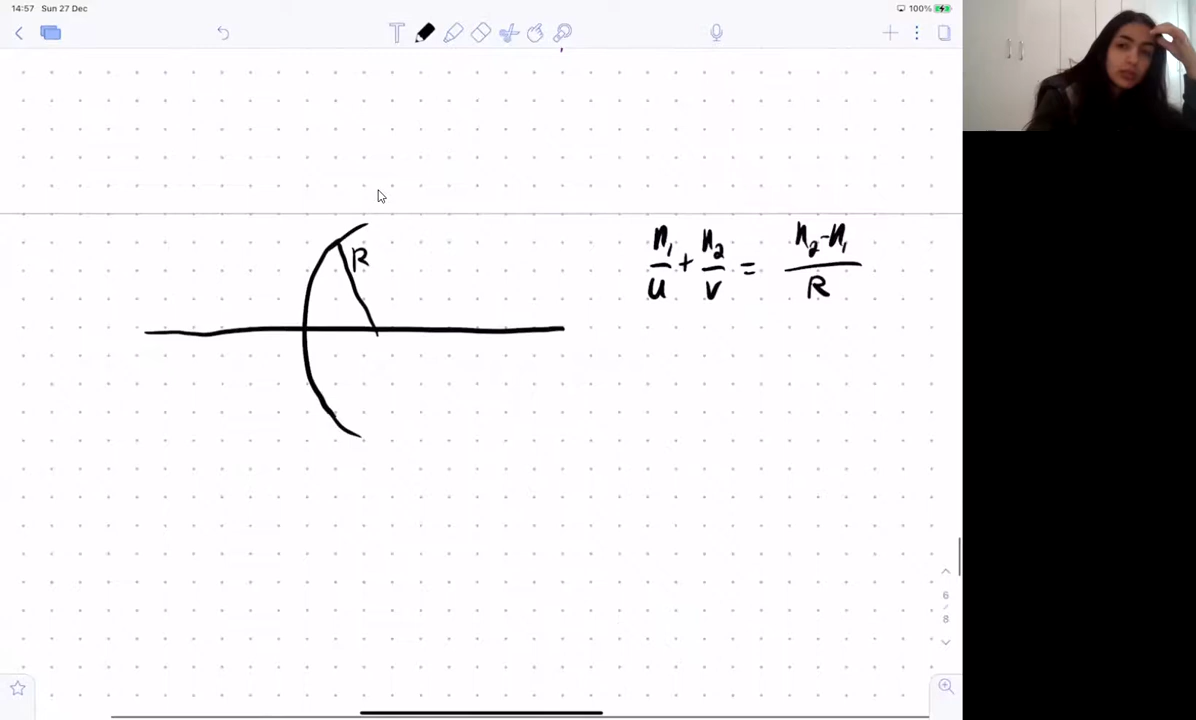 14:57 Sun 27 Dec
100%
T
R
n₁/u + n₂/v = n₂-n₁/R
6
/
8